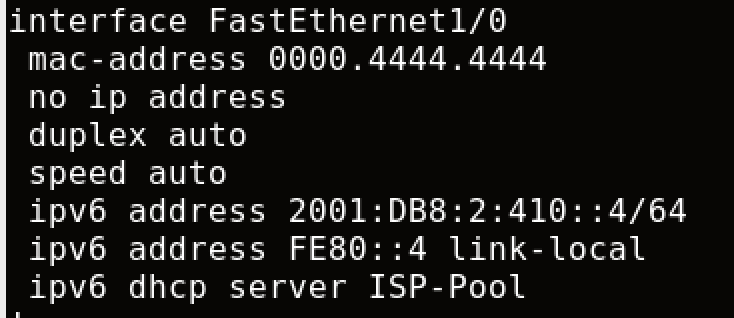 interface FastEthernet1/0
mac-address 0000.4444.4444
no ip address
duplex auto
speed auto
ipv6 address 2001:DB8:2:410::4/64
ipv6 address FE80::4 link-local
ipv6 dhcp server ISP-Pool